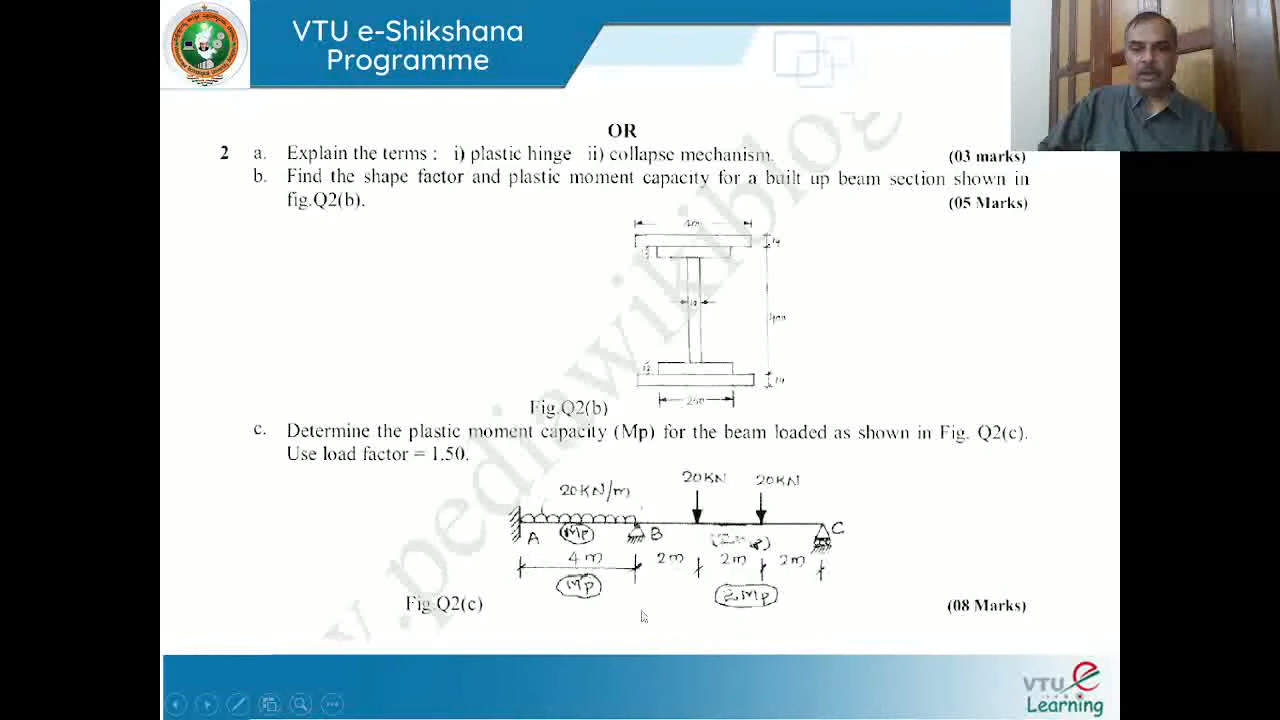 VTU e-Shikshana
Programme
OR
2 a. Explain the terms : i) plastic hinge ii) collapse mechanism. (03 marks)
b. Find the shape factor and plastic moment capacity for a built up beam section shown in
fig.Q2(b). (05 Marks)
10
250
Fig.Q2(b)
c. Determine the plastic moment capacity (Mp) for the beam loaded as shown in Fig. Q2(c).
Use load factor = 1.50.
20KN/m 20KN 20KN
A Mp B C
4m 2m 2m 2m
Mp 2Mp
Fig.Q2(c) (08 Marks)
VTU e
Learning